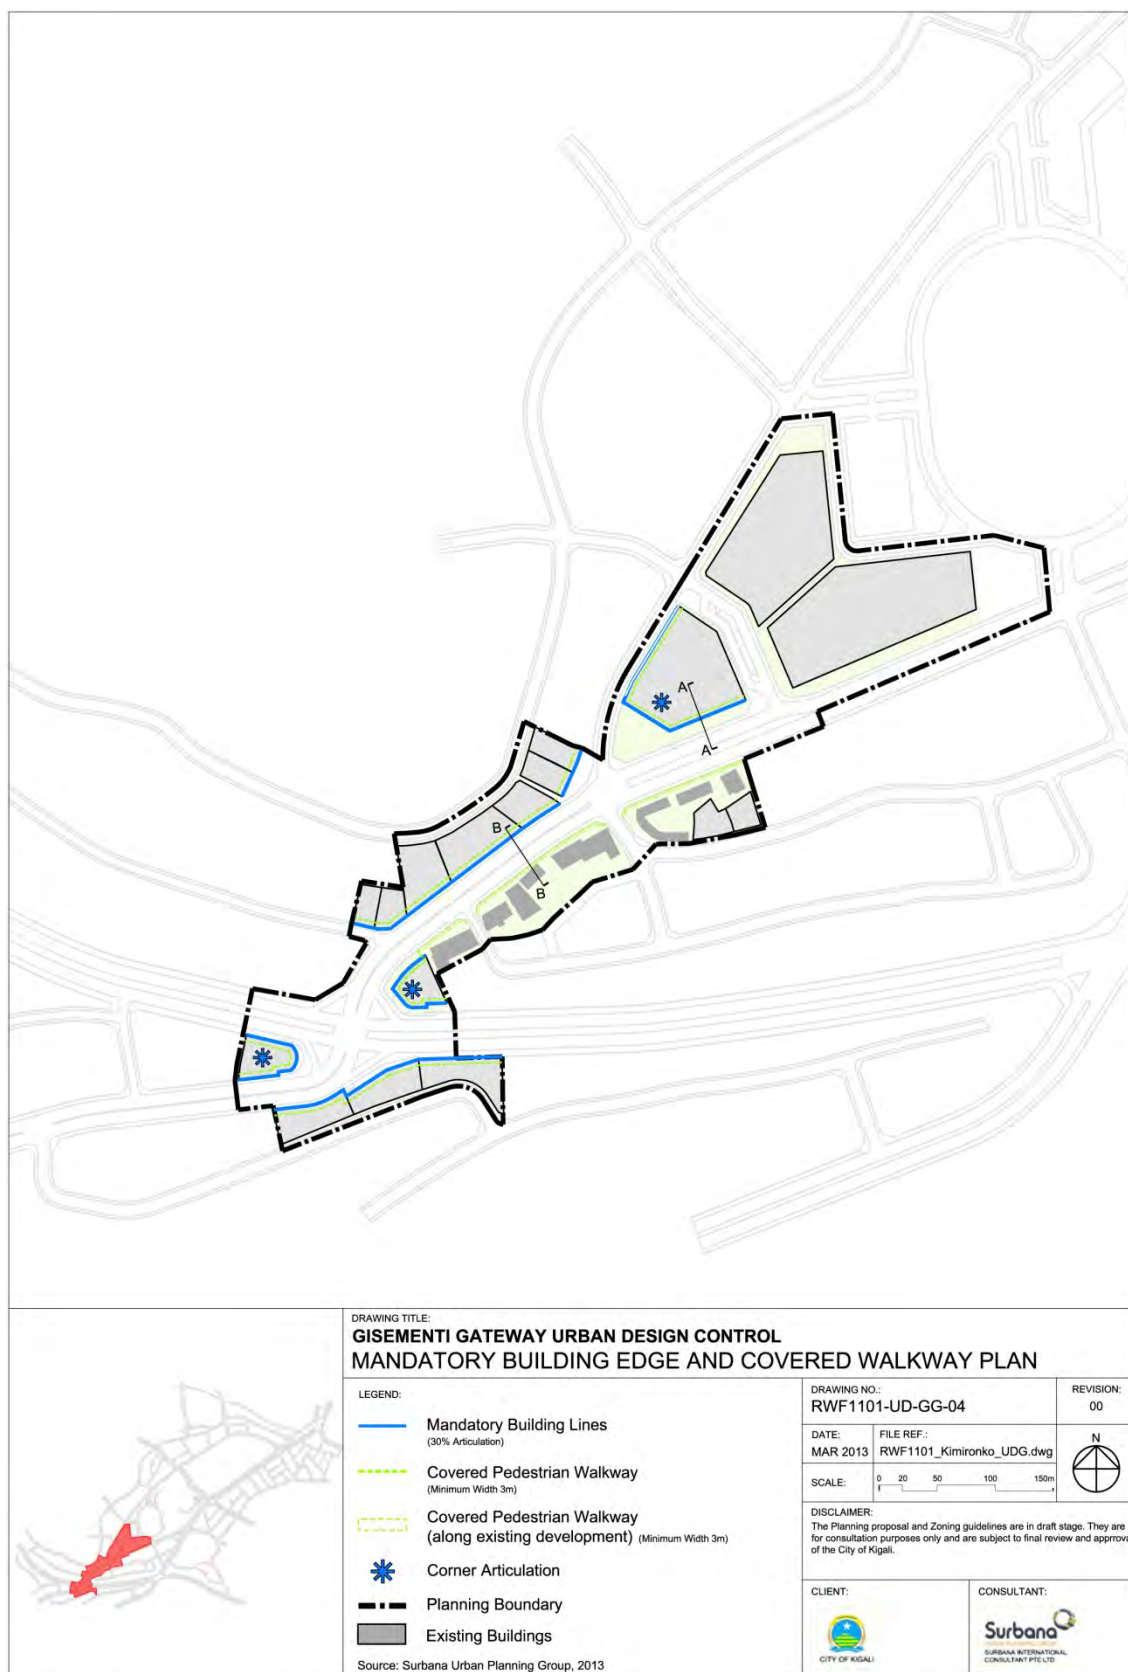 A
A
B
B
DRAWING TITLE:
GISEMENTI GATEWAY URBAN DESIGN CONTROL
MANDATORY BUILDING EDGE AND COVERED WALKWAY PLAN
LEGEND:
Mandatory Building Lines
(30% Articulation)
Covered Pedestrian Walkway
(Minimum Width 3m)
Covered Pedestrian Walkway
(along existing development) (Minimum Width 3m)
Corner Articulation
Planning Boundary
Existing Buildings
Source: Surbana Urban Planning Group, 2013
DRAWING NO.:
RWF1101-UD-GG-04
REVISION:
00
DATE:
MAR 2013
FILE REF.:
RWF1101_Kimironko_UDG.dwg
N
SCALE:
0 20 50 100 150m
DISCLAIMER:
The Planning proposal and Zoning guidelines are in draft stage. They are
for consultation purposes only and are subject to final review and approva
of the City of Kigali.
CLIENT:
CITY OF KIGALI
CONSULTANT:
Surbana
SURBANA INTERNATIONAL
CONSULTANT PTE LTD